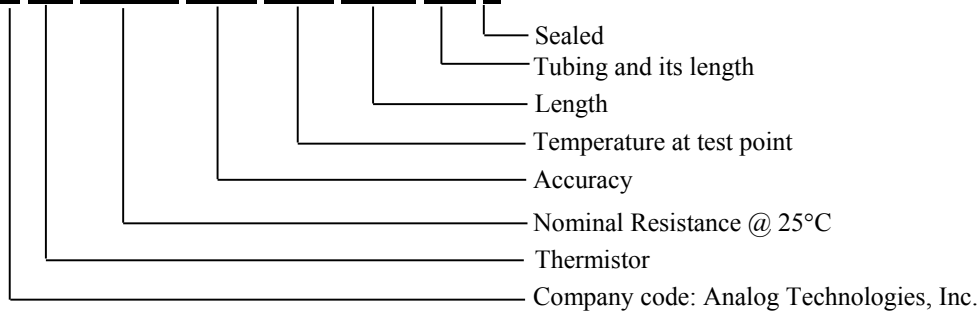 Sealed
Tubing and its length
Length
Temperature at test point
Accuracy
Nominal Resistance @ 25°C
Thermistor
Company code: Analog Technologies, Inc.